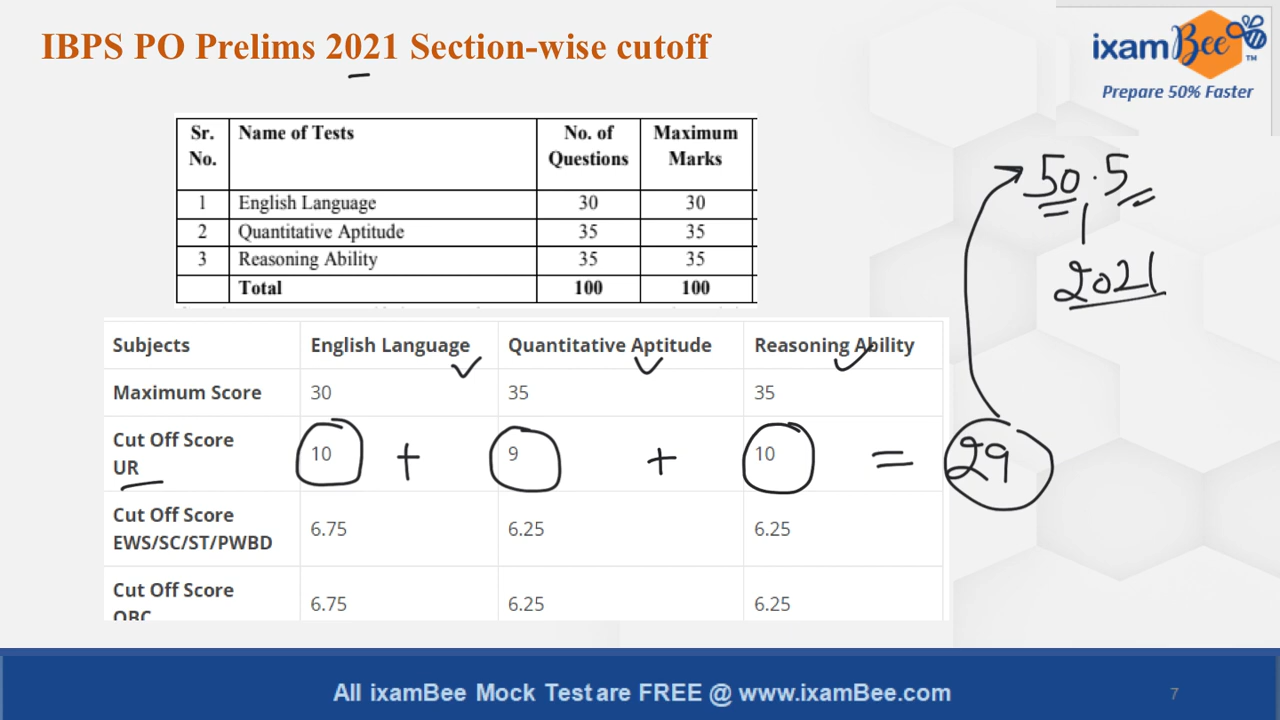 IBPS PO Prelims 2021 Section-wise cutoff
ixamBee TM
Prepare 50% Faster
Sr. No. Name of Tests No. of Questions Maximum Marks
1 English Language 30 30
2 Quantitative Aptitude 35 35
3 Reasoning Ability 35 35
Total 100 100
50.5
2021
Subjects English Language Quantitative Aptitude Reasoning Ability
Maximum Score 30 35 35
Cut Off Score UR 10 + 9 + 10 = 29
Cut Off Score EWS/SC/ST/PWBD 6.75 6.25 6.25
Cut Off Score OBC 6.75 6.25 6.25
All ixamBee Mock Test are FREE @ www.ixamBee.com
7